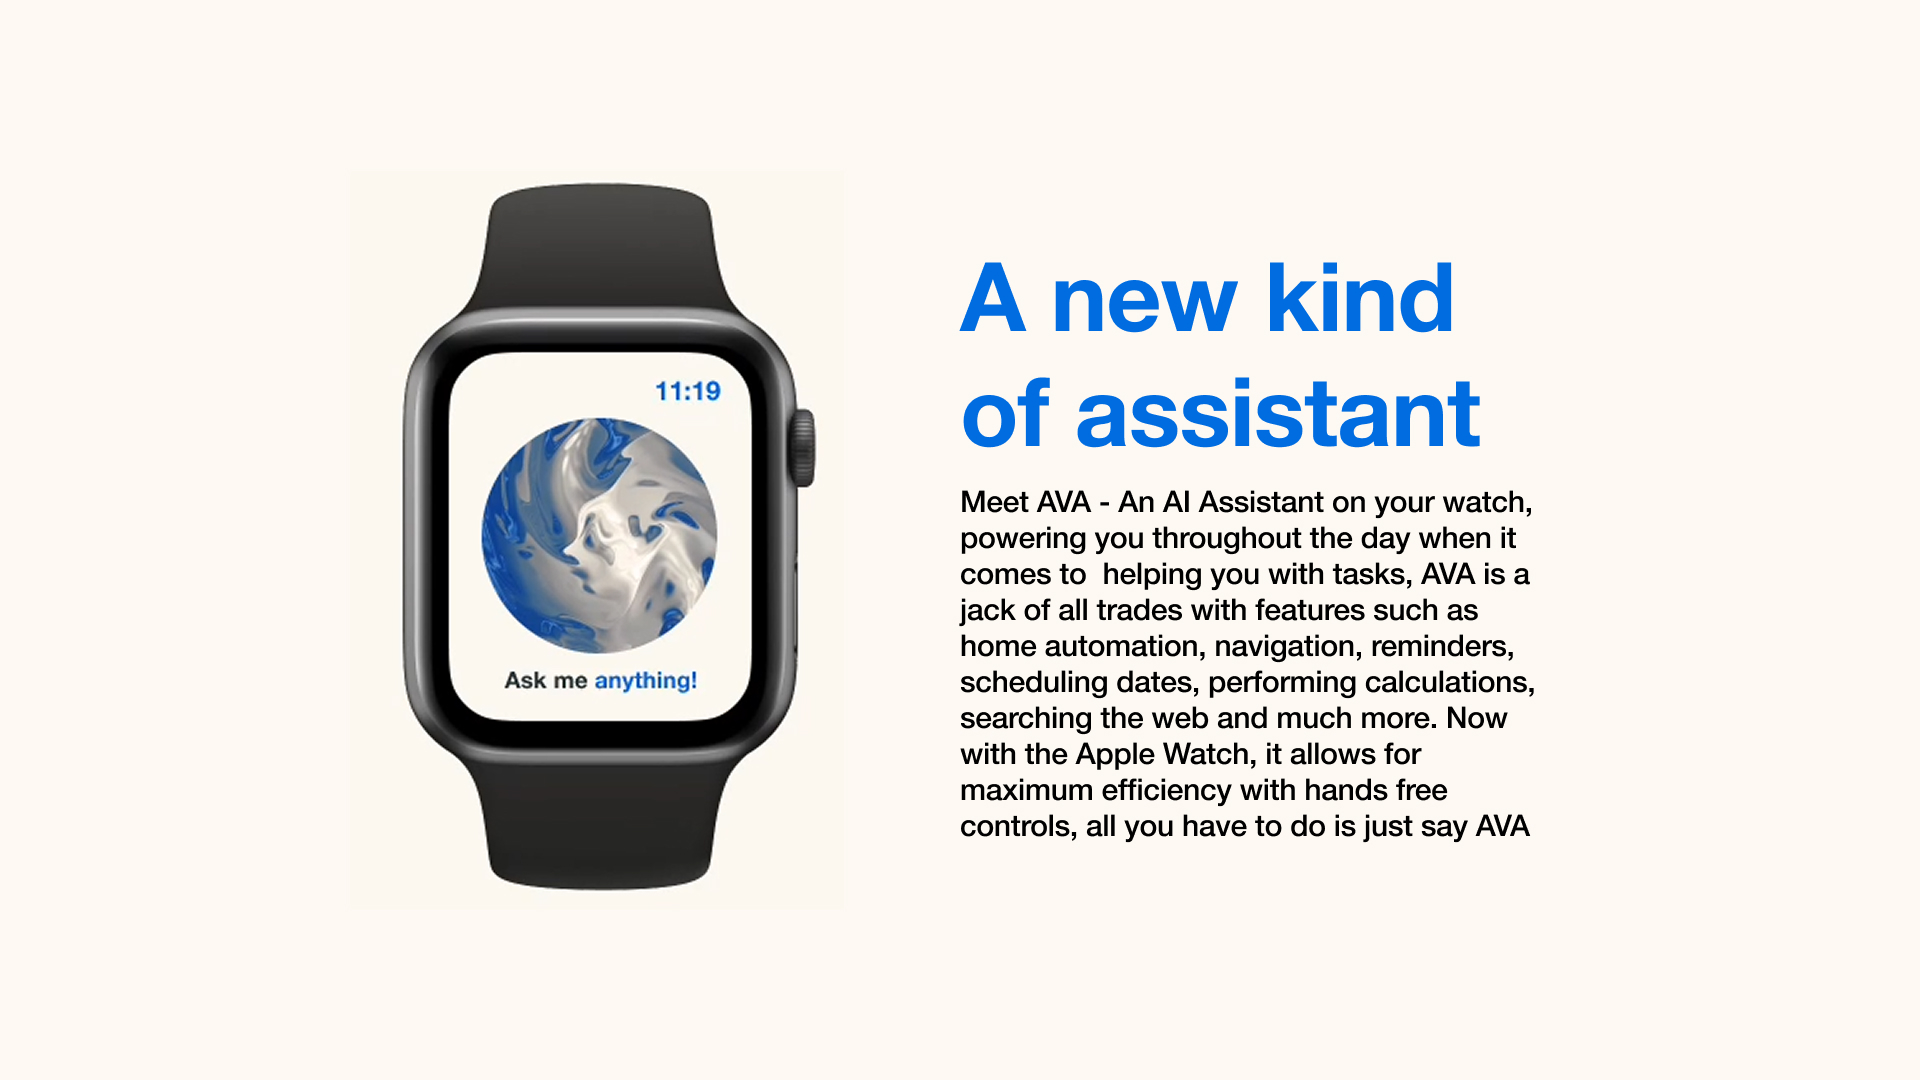 11:19
Ask me anything!
A new kind
of assistant
Meet AVA - An AI Assistant on your watch,
powering you throughout the day when it
comes to  helping you with tasks, AVA is a
jack of all trades with features such as
home automation, navigation, reminders,
scheduling dates, performing calculations,
searching the web and much more. Now
with the Apple Watch, it allows for
maximum efficiency with hands free
controls, all you have to do is just say AVA